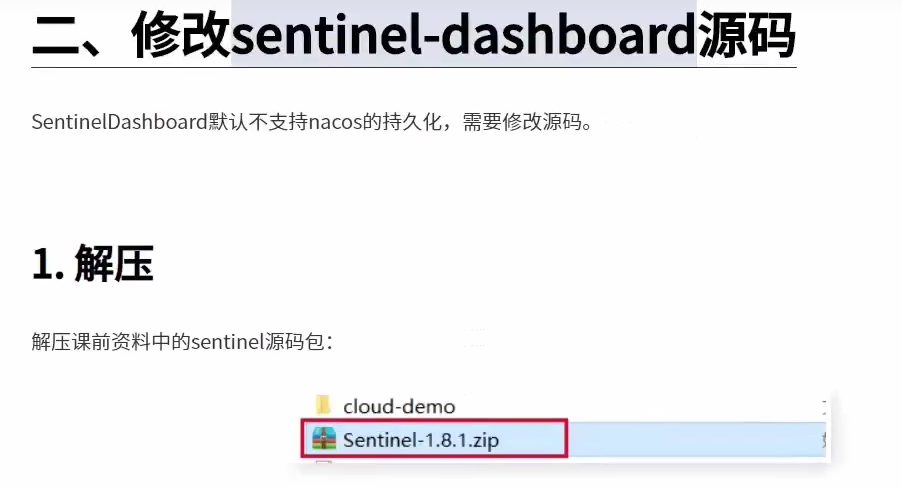 二、修改sentinel-dashboard源码
SentinelDashboard默认不支持nacos的持久化，需要修改源码。
1. 解压
解压课前资料中的sentinel源码包：
cloud-demo
Sentinel-1.8.1.zip